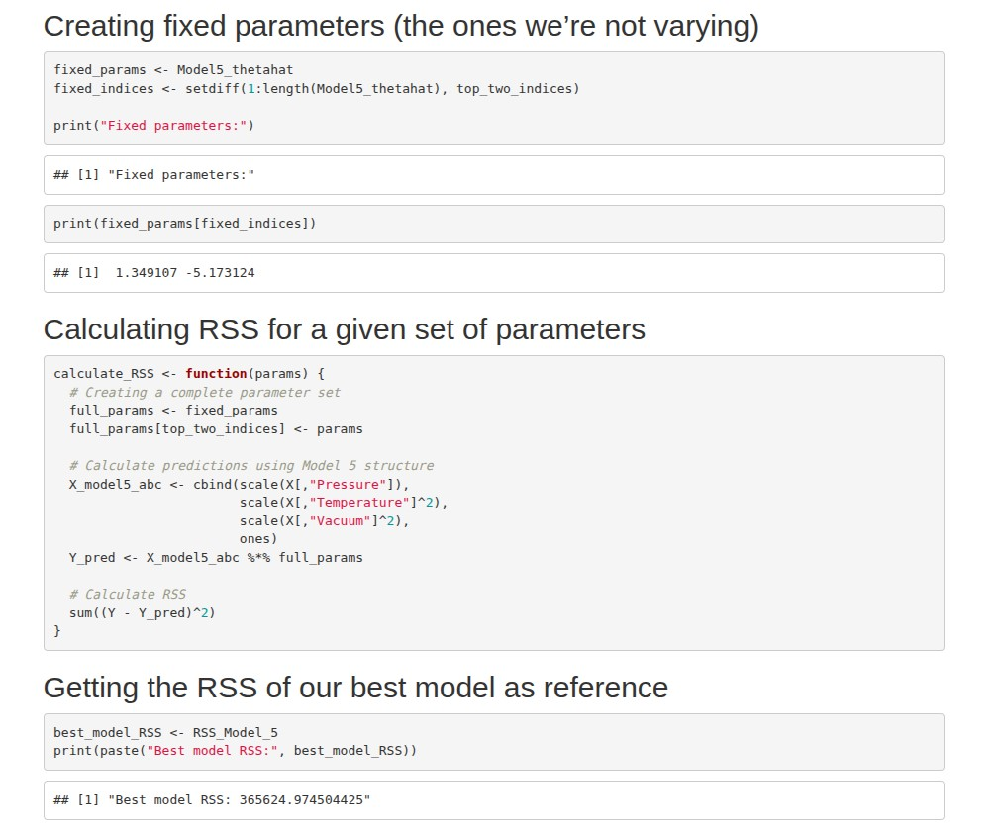 Creating fixed parameters (the ones we’re not varying)
fixed_params <- Model5_thetahat
fixed_indices <- setdiff(1:length(Model5_thetahat), top_two_indices)

print("Fixed parameters:")
## [1] "Fixed parameters:"
print(fixed_params[fixed_indices])
## [1]  1.349107 -5.173124
Calculating RSS for a given set of parameters
calculate_RSS <- function(params) {
  # Creating a complete parameter set
  full_params <- fixed_params
  full_params[top_two_indices] <- params

  # Calculate predictions using Model 5 structure
  X_model5_abc <- cbind(scale(X[,"Pressure"]),
                        scale(X[,"Temperature"]^2),
                        scale(X[,"Vacuum"]^2),
                        ones)
  Y_pred <- X_model5_abc %*% full_params

  # Calculate RSS
  sum((Y - Y_pred)^2)
}
Getting the RSS of our best model as reference
best_model_RSS <- RSS_Model_5
print(paste("Best model RSS:", best_model_RSS))
## [1] "Best model RSS: 365624.974504425"